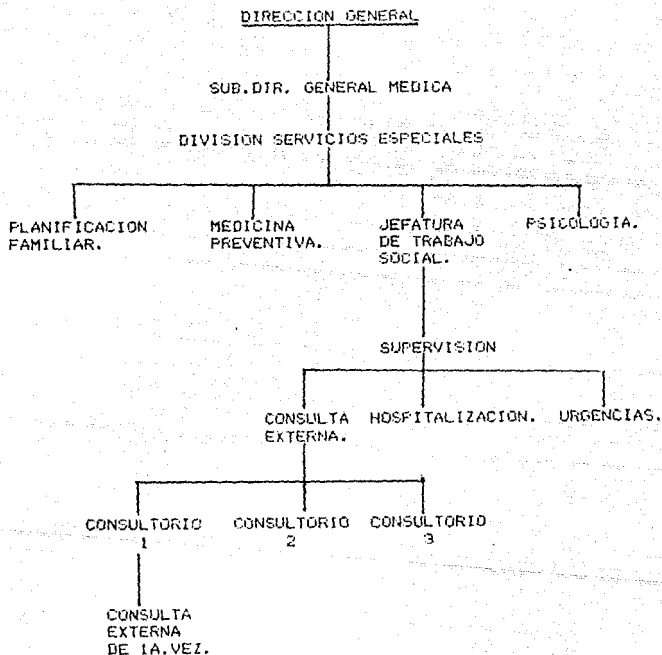 DIRECCION GENERAL
SUB.DIR. GENERAL MEDICA
DIVISION SERVICIOS ESPECIALES
PLANIFICACION
FAMILIAR.
MEDICINA
PREVENTIVA.
JEFATURA
DE TRABAJO
SOCIAL.
PSICOLOGIA.
SUPERVISION
CONSULTA
EXTERNA.
HOSPITALIZACION.
URGENCIAS.
CONSULTORIO
1
CONSULTORIO
2
CONSULTORIO
3
CONSULTA
EXTERNA
DE 1A.VEZ.